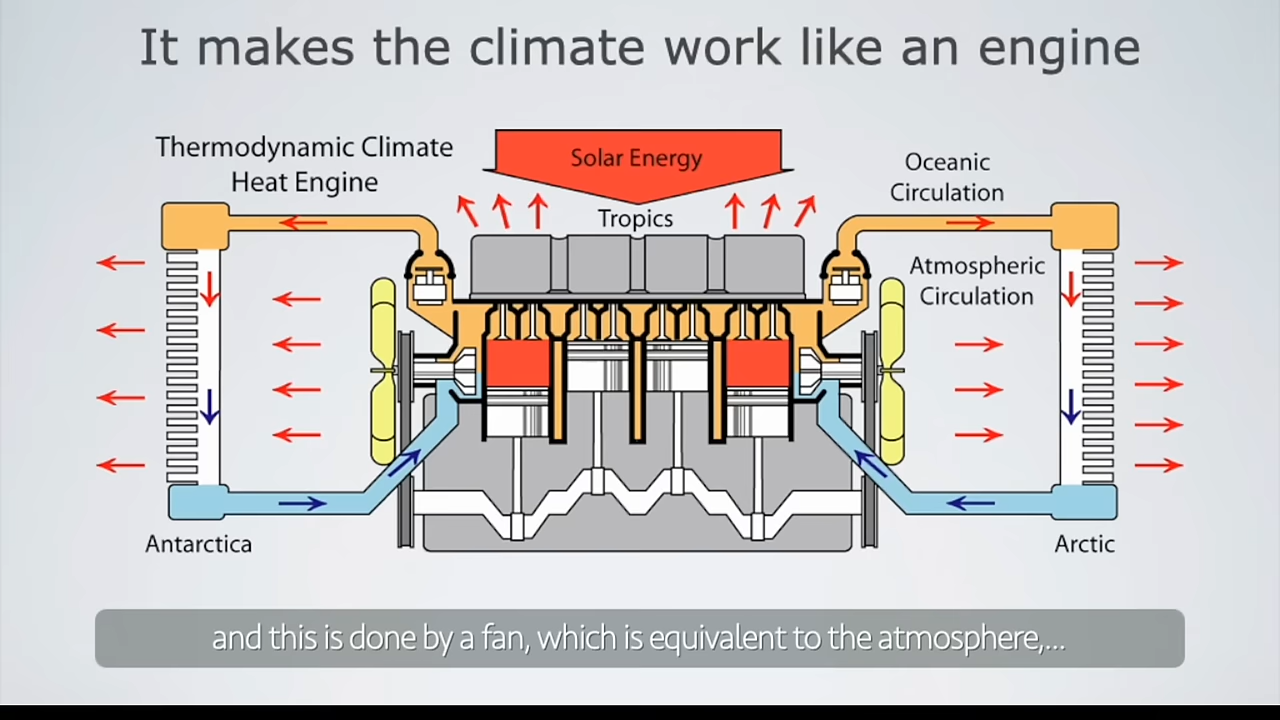 It makes the climate work like an engine
Thermodynamic Climate
Heat Engine
Solar Energy
Tropics
Oceanic
Circulation
Atmospheric
Circulation
Antarctica
Arctic
and this is done by a fan, which is equivalent to the atmosphere,...